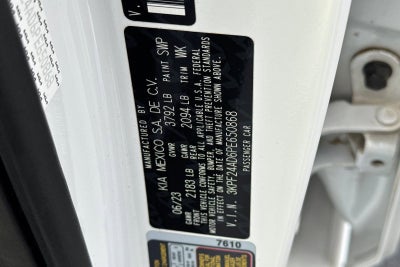 V.
MANUFACTURED BY
KIA MEXICO S.A. DE C.V.
06/23 GVWR 3792 LB PAINT SWP
GAWR FRONT 2183 LB GAWR REAR 2094 LB TRIM WK
THIS VEHICLE CONFORMS TO ALL APPLICABLE U.S.A. FEDERAL
MOTOR VEHICLE SAFETY, BUMPER, AND THEFT PREVENTION STANDARDS
IN EFFECT ON THE DATE OF MANUFACTURE SHOWN ABOVE.
V.I.N.
PASSENGER CAR
7610